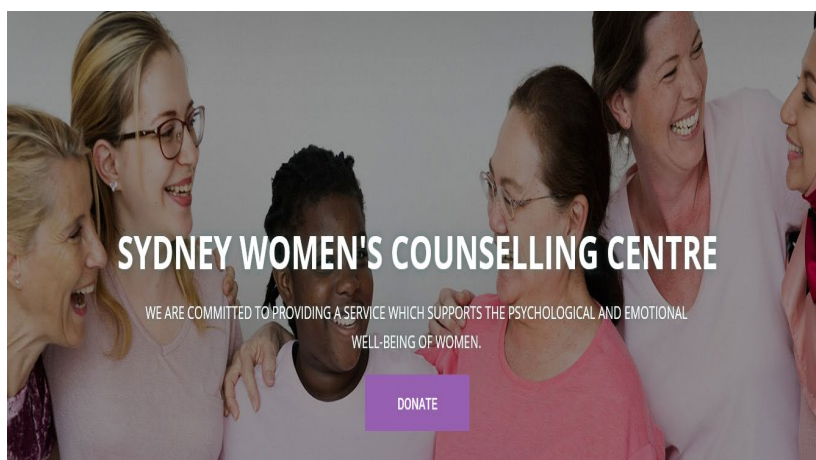 SYDNEY WOMEN'S COUNSELLING CENTRE
WE ARE COMMITTED TO PROVIDING A SERVICE WHICH SUPPORTS THE PSYCHOLOGICAL AND EMOTIONAL
WELL-BEING OF WOMEN.
DONATE